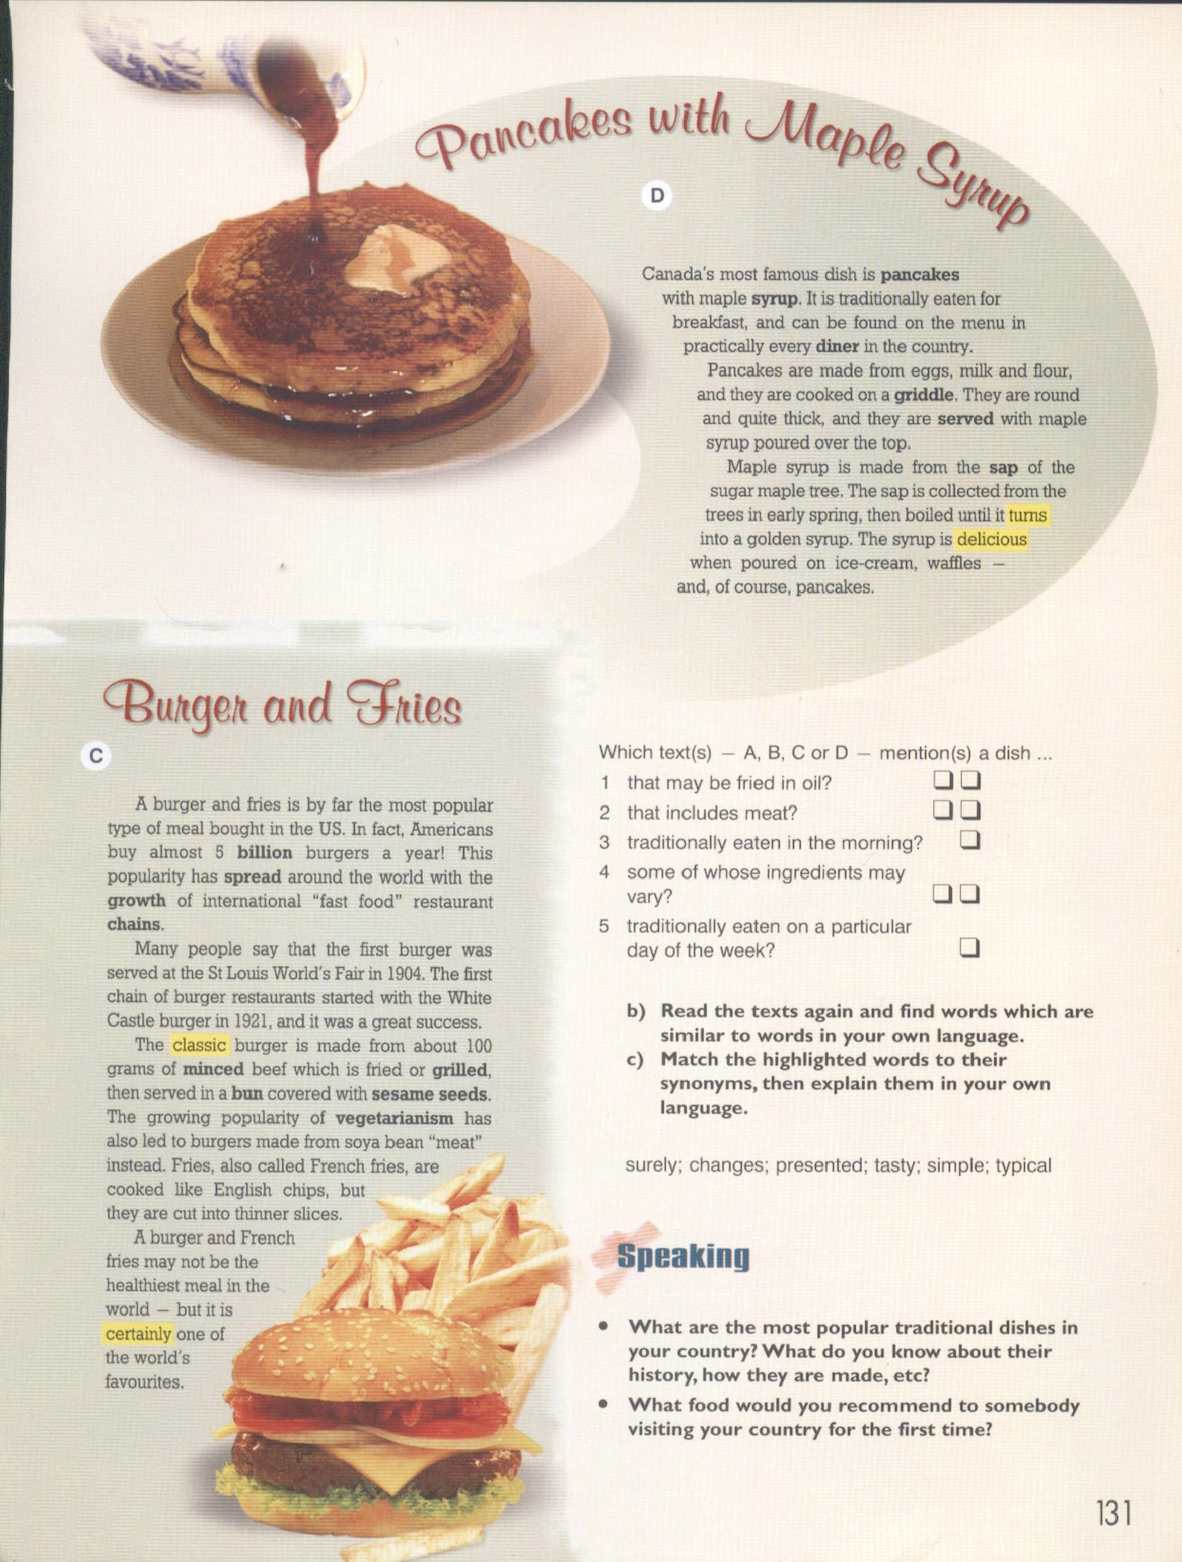 Pancakes with Maple Syrup
D
Canada's most famous dish is pancakes
with maple syrup. It is traditionally eaten for
breakfast, and can be found on the menu in
practically every diner in the country.
Pancakes are made from eggs, milk and flour,
and they are cooked on a griddle. They are round
and quite thick, and they are served with maple
syrup poured over the top.
Maple syrup is made from the sap of the
sugar maple tree. The sap is collected from the
trees in early spring, then boiled until it turns
into a golden syrup. The syrup is delicious
when poured on ice-cream, waffles –
and, of course, pancakes.
Burger and Fries
C
A burger and fries is by far the most popular
type of meal bought in the US. In fact, Americans
buy almost 5 billion burgers a year! This
popularity has spread around the world with the
growth of international "fast food" restaurant
chains.
Many people say that the first burger was
served at the St Louis World's Fair in 1904. The first
chain of burger restaurants started with the White
Castle burger in 1921, and it was a great success.
The classic burger is made from about 100
grams of minced beef which is fried or grilled,
then served in a bun covered with sesame seeds.
The growing popularity of vegetarianism has
also led to burgers made from soya bean "meat"
instead. Fries, also called French fries, are
cooked like English chips, but
they are cut into thinner slices.
A burger and French
fries may not be the
healthiest meal in the
world – but it is
certainly one of
the world's
favourites.
Which text(s) – A, B, C or D – mention(s) a dish ...
1 that may be fried in oil?
2 that includes meat?
3 traditionally eaten in the morning?
4 some of whose ingredients may
vary?
5 traditionally eaten on a particular
day of the week?
b) Read the texts again and find words which are
similar to words in your own language.
c) Match the highlighted words to their
synonyms, then explain them in your own
language.
surely; changes; presented; tasty; simple; typical
Speaking
• What are the most popular traditional dishes in
your country? What do you know about their
history, how they are made, etc?
• What food would you recommend to somebody
visiting your country for the first time?
131